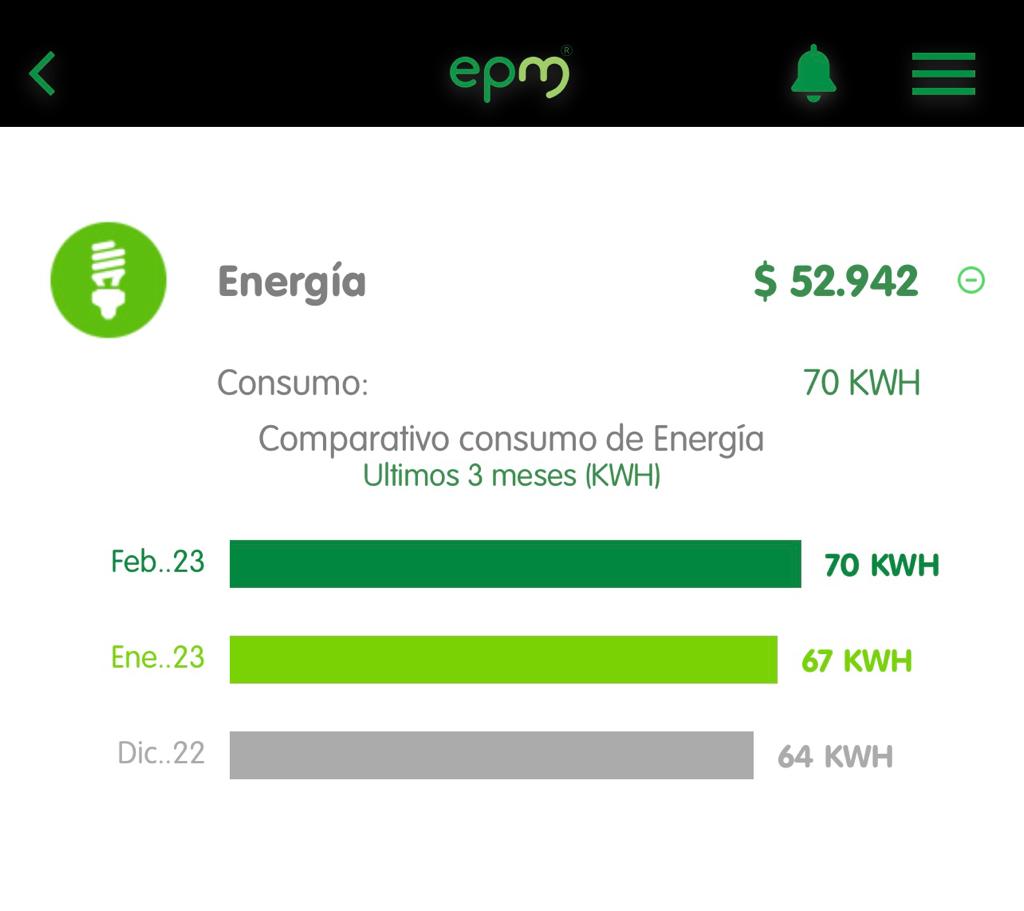 epm®
Energía $ 52.942
Consumo: 70 KWH
Comparativo consumo de Energía
Ultimos 3 meses (KWH)
Feb..23 70 KWH
Ene..23 67 KWH
Dic..22 64 KWH